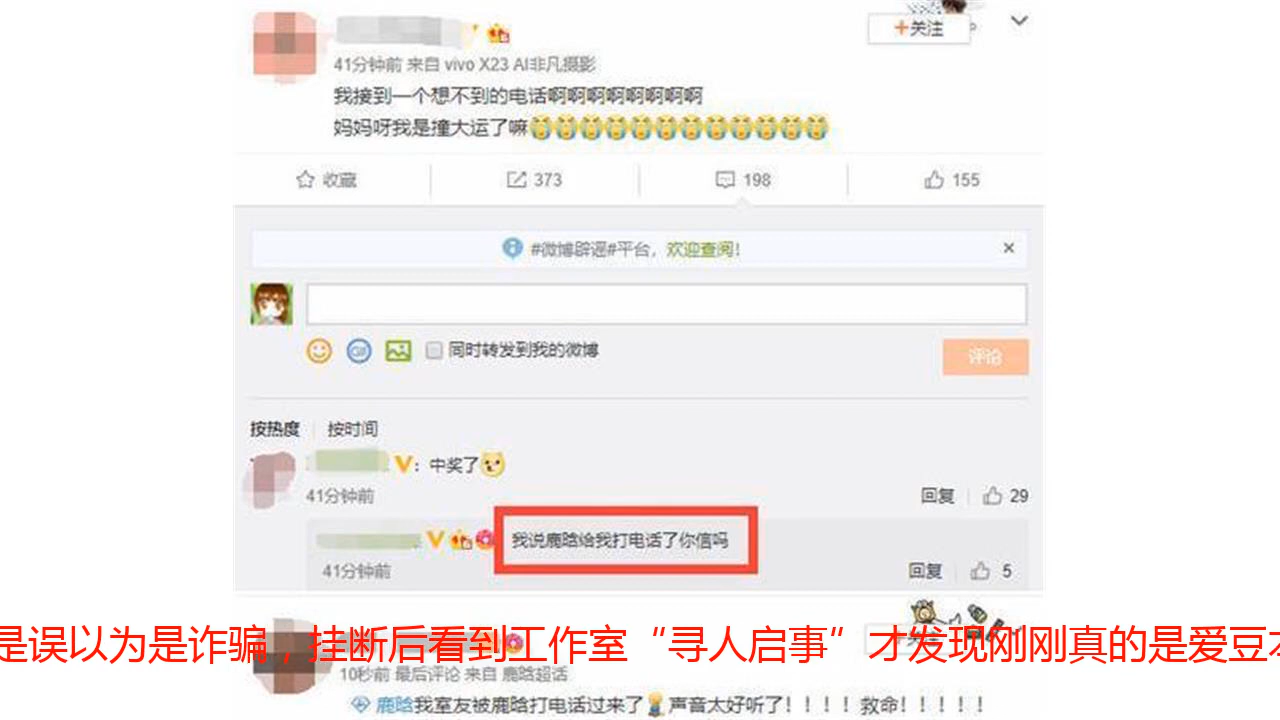 +关注
41分钟前 来自 vivo X23 AI非凡摄影
我接到一个想不到的电话啊啊啊啊啊啊啊啊
妈妈呀我是撞大运了嘛
收藏
373
198
155
#微博辟谣#平台，欢迎查阅！
×
同时转发到我的微博
评论
按热度
按时间
：中奖了
41分钟前
回复
29
我说鹿晗给我打电话了你信吗
41分钟前
回复
5
是误以为是诈骗，挂断后看到工作室“寻人启事”才发现刚刚真的是爱豆
10秒前 最后评论 来自 鹿晗超话
鹿晗我室友被鹿晗打电话过来了声音太好听了！！！！救命！！！！！